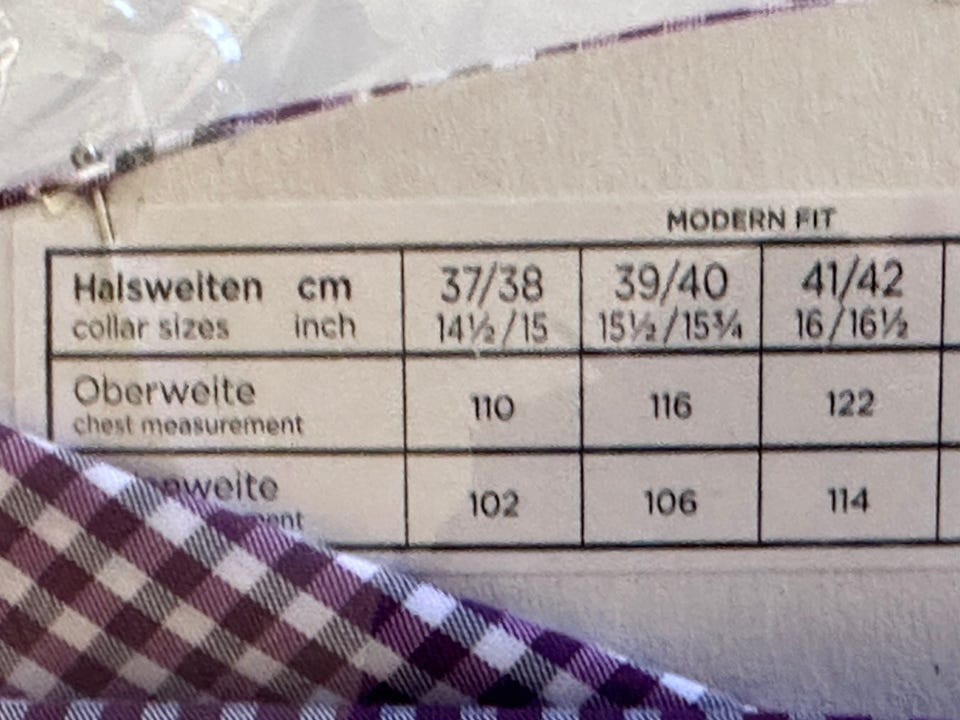 MODERN FIT
Halsweiten cm 37/38 39/40 41/42
collar sizes inch 14½/15 15½/15¾ 16/16½
Oberweite 110 116 122
chest measurement
102 106 114